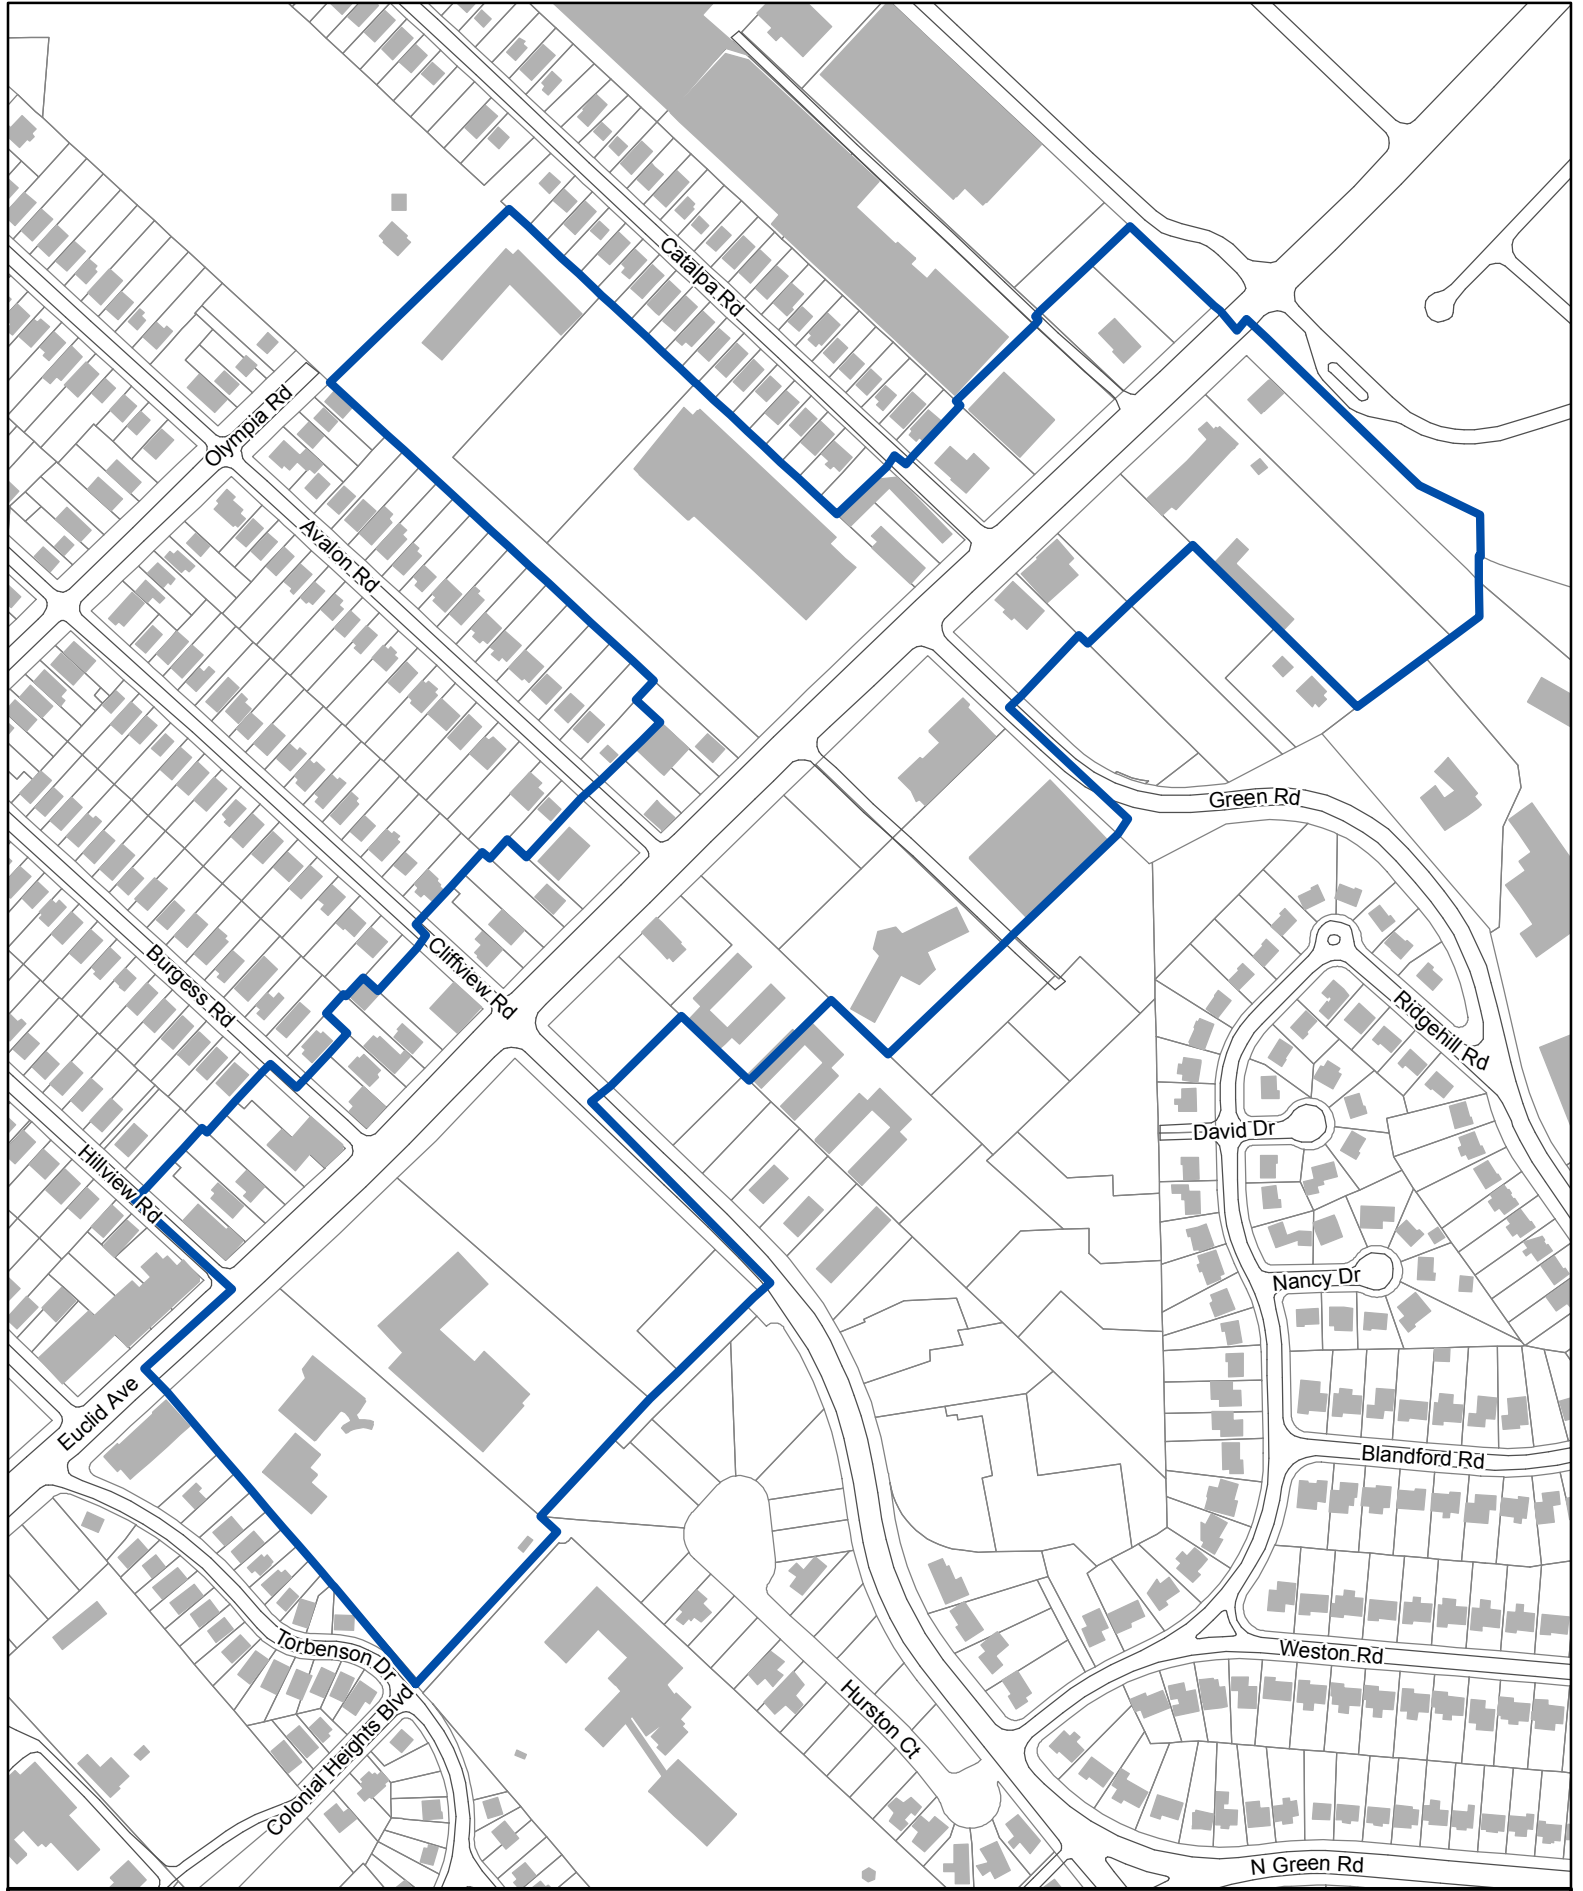 Catalpa Rd
Olympia Rd
Avalon Rd
Green Rd
Cliffview Rd
Burgess Rd
Ridgehill Rd
David Dr
Hillview Rd
Nancy Dr
Euclid Ave
Blandford Rd
Torbenson Dr
Weston Rd
Hurston Ct
Colonial Heights Blvd
N Green Rd